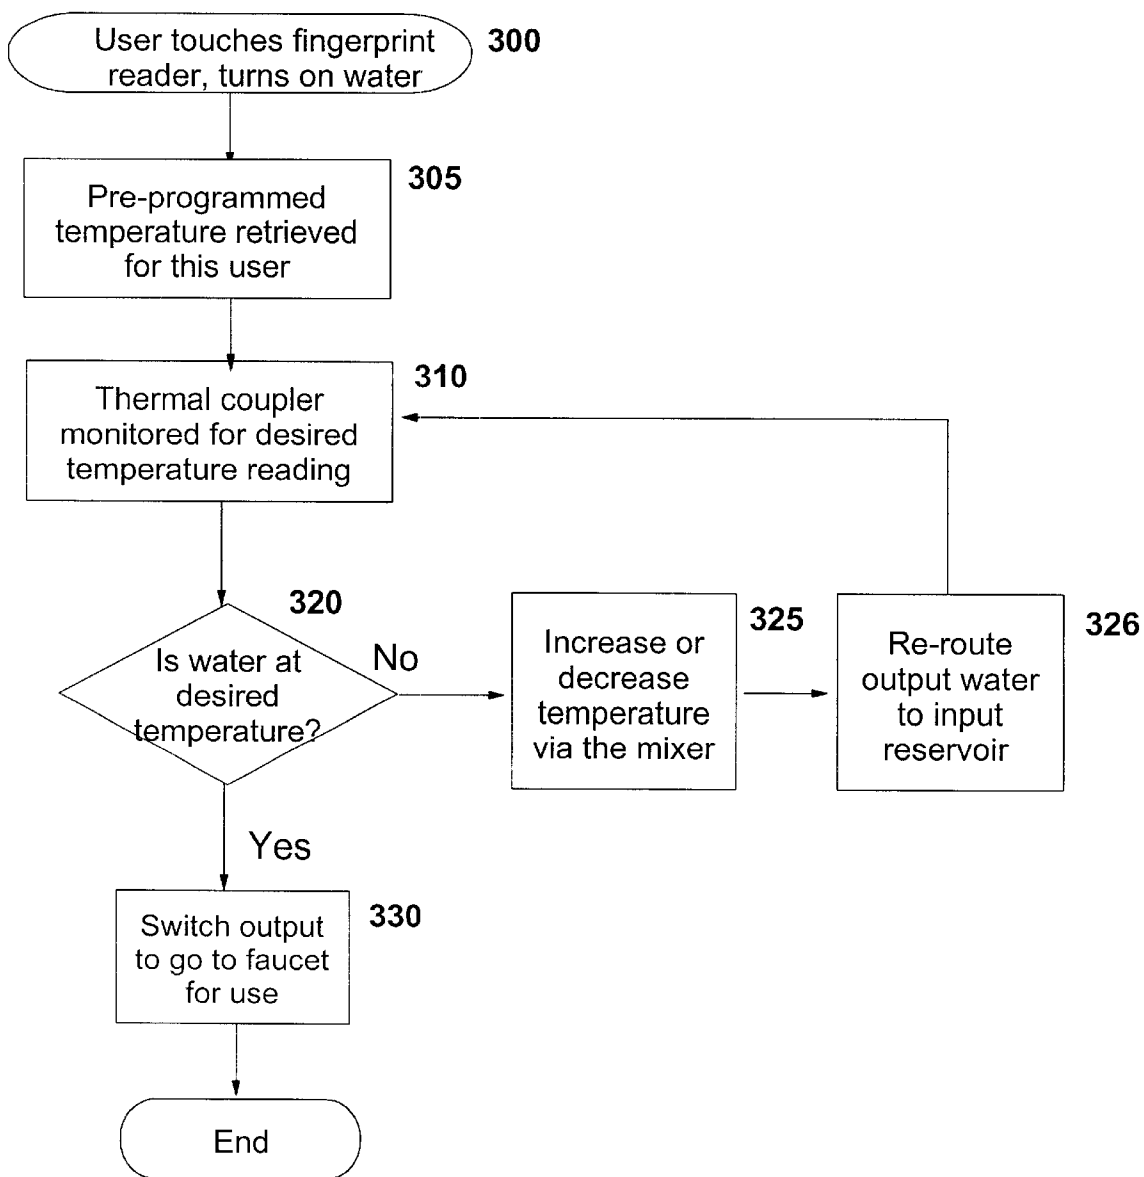 User touches fingerprint
reader, turns on water
300
Pre-programmed
temperature retrieved
for this user
305
Thermal coupler
monitored for desired
temperature reading
310
Is water at
desired
temperature?
320
No
Increase or
decrease
temperature
via the mixer
325
Re-route
output water
to input
reservoir
326
Yes
Switch output
to go to faucet
for use
330
End